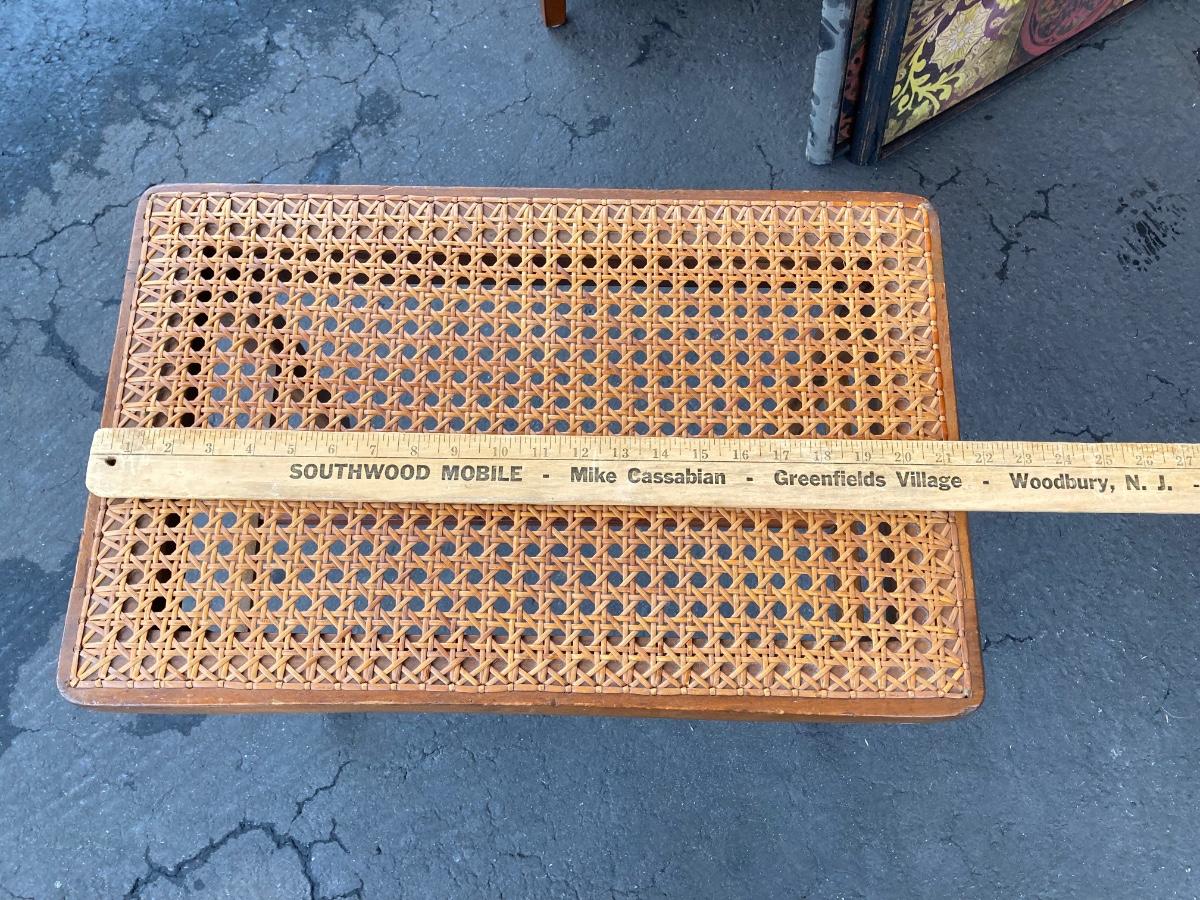 1 2 3 4 5 6 7 8 9 10 11 12 13 14 15 16 17 18 19 20 21 22 23 24 25 26 27
SOUTHWOOD MOBILE - Mike Cassabian - Greenfields Village - Woodbury, N. J. -